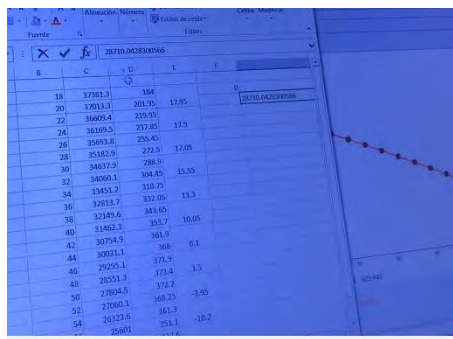 Alineación Número
Estilos de celda
Celdas Modificar
Fuente
Edison:
fx 28710.0428300566
B C D E F
D
18 37381.3 184
28710.0428300566
20 37013.3 201.95 17.95
22 36609.4 219.95
24 36169.5 237.85 17.9
26 35693.8 255.45
28 35182.9 272.5 17.05
30 34637.9 288.9
32 34060.1 304.45 15.55
34 33451.2 318.75
36 32813.7 332.05 13.3
38 32149.6 343.65
40 31462.3 353.7 10.05
42 30754.9 361.9
44 30031.1 368 6.1
46 29295.1 371.9
48 28551.3 373.4 1.5
50 27804.5 372.2
52 27060.1 368.25 -3.95
54 26323.6 361.3
25601 351.1 -10.2